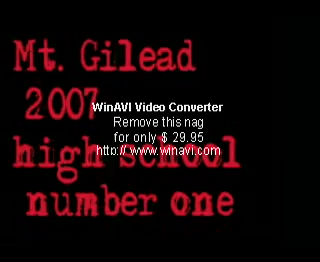 Mt. Gilead
2007
WinAVI Video Converter
Remove this nag
for only $ 29.95
high school
http:// www.winavi.com
number one